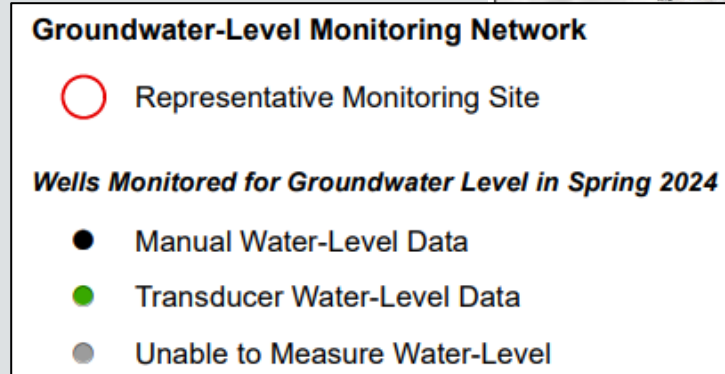 Groundwater-Level Monitoring Network
Representative Monitoring Site
Wells Monitored for Groundwater Level in Spring 2024
Manual Water-Level Data
Transducer Water-Level Data
Unable to Measure Water-Level